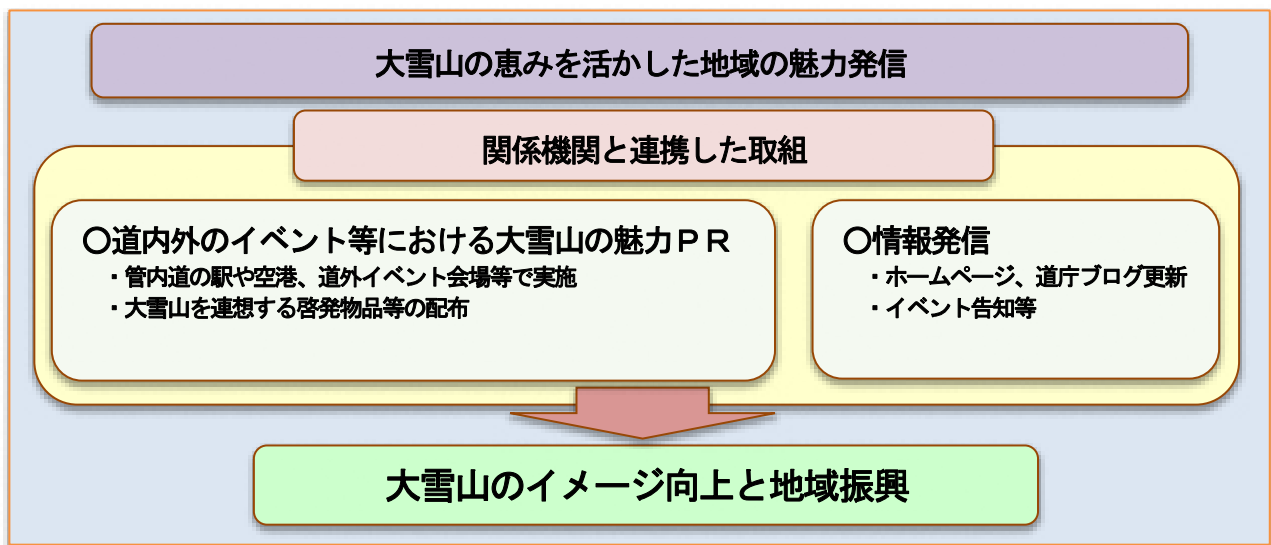 大雪山の恵みを活かした地域の魅力発信
関係機関と連携した取組
〇道内外のイベント等における大雪山の魅力ＰＲ
・管内道の駅や空港、道外イベント会場等で実施
・大雪山を連想する啓発物品等の配布
〇情報発信
・ホームページ、道庁ブログ更新
・イベント告知等
大雪山のイメージ向上と地域振興